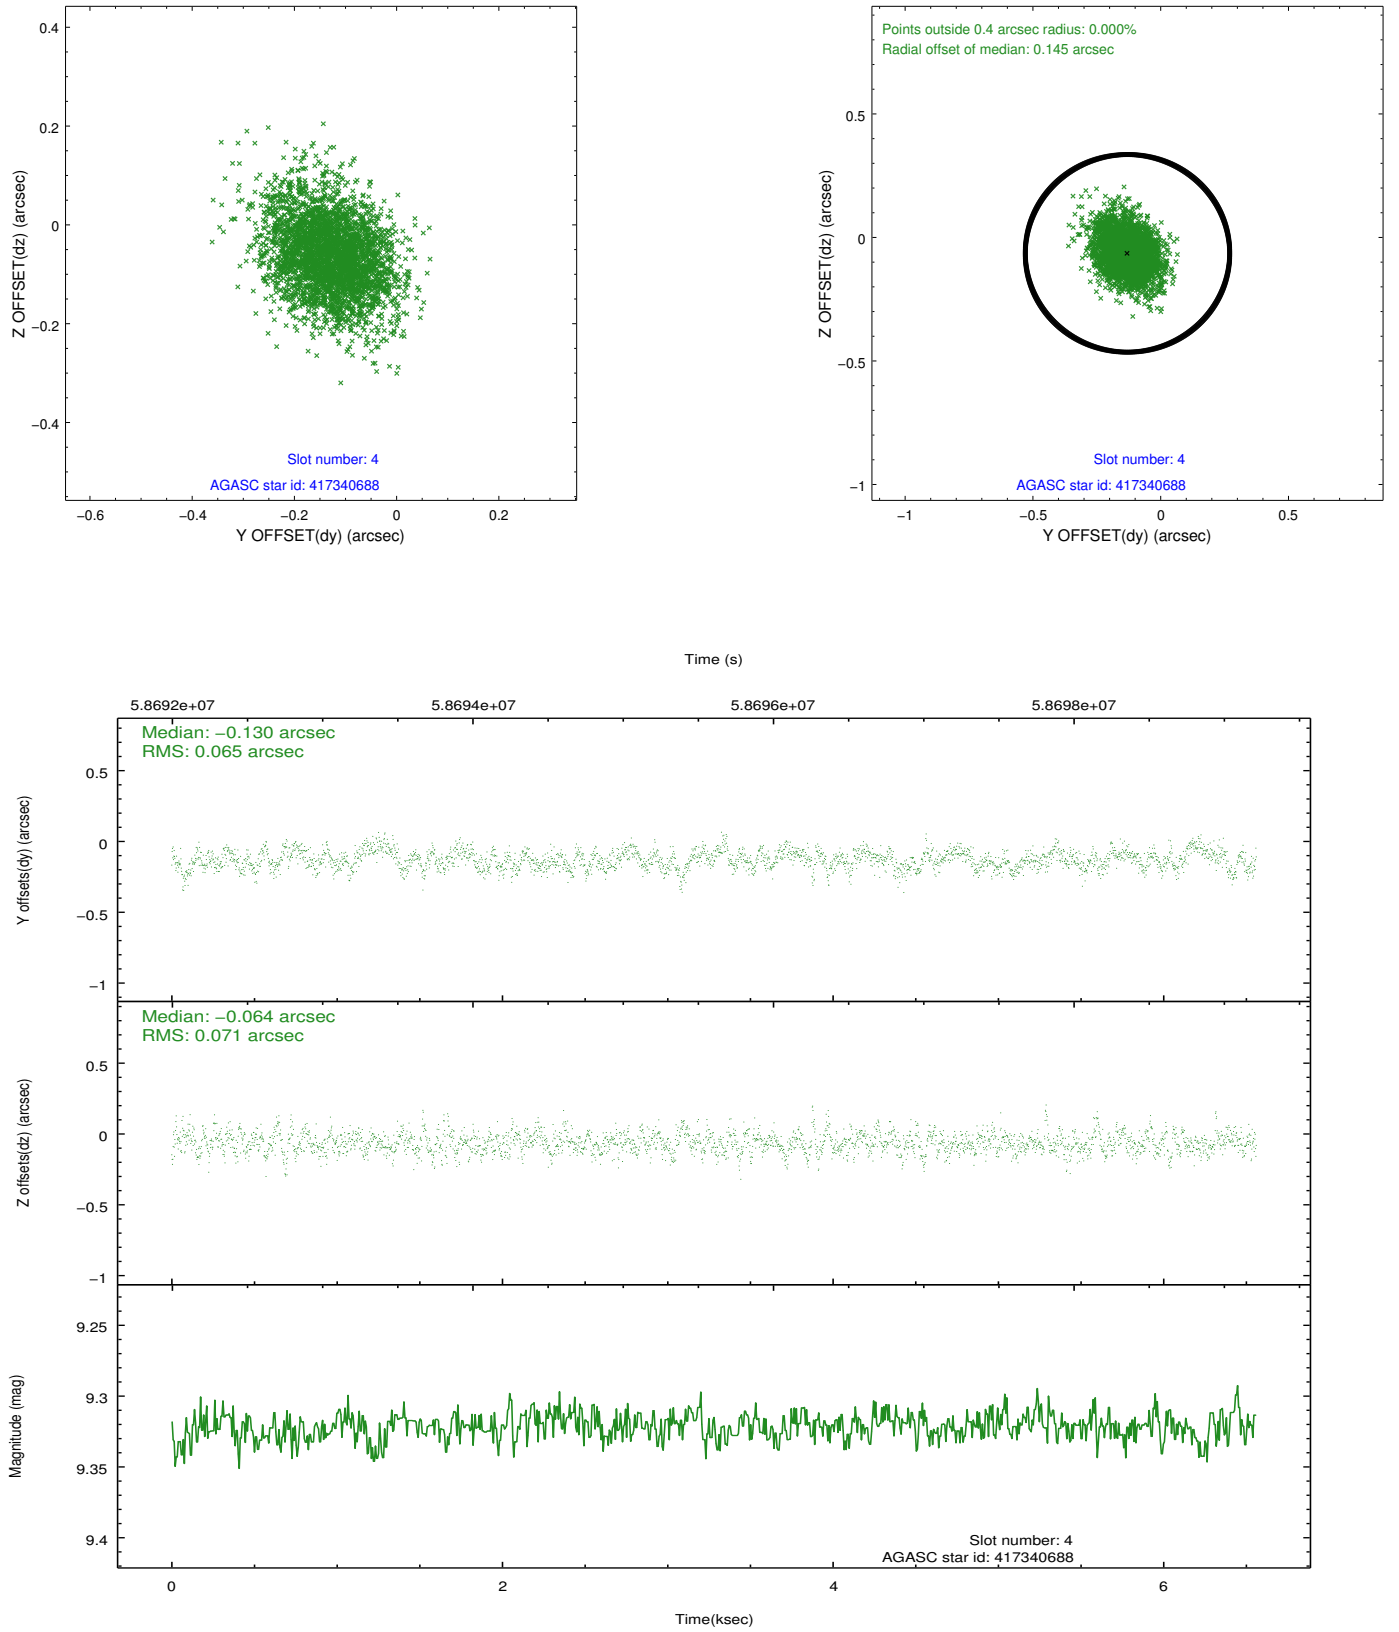 0.4
0.2
0
−0.2
−0.4
Z OFFSET(dz) (arcsec)
Slot number: 4
AGASC star id: 417340688
−0.6
−0.4
−0.2
0
0.2
Y OFFSET(dy) (arcsec)
Points outside 0.4 arcsec radius: 0.000%
Radial offset of median: 0.145 arcsec
0.5
0
−0.5
−1
Z OFFSET(dz) (arcsec)
Slot number: 4
AGASC star id: 417340688
−1
−0.5
0
0.5
Y OFFSET(dy) (arcsec)
Time (s)
5.8692e+07
5.8694e+07
5.8696e+07
5.8698e+07
Median: −0.130 arcsec
RMS: 0.065 arcsec
0.5
0
−0.5
−1
Y offsets(dy) (arcsec)
Median: −0.064 arcsec
RMS: 0.071 arcsec
0.5
0
−0.5
−1
Z offsets(dz) (arcsec)
9.25
9.3
9.35
9.4
Magnitude (mag)
Slot number: 4
AGASC star id: 417340688
0
2
4
6
Time(ksec)